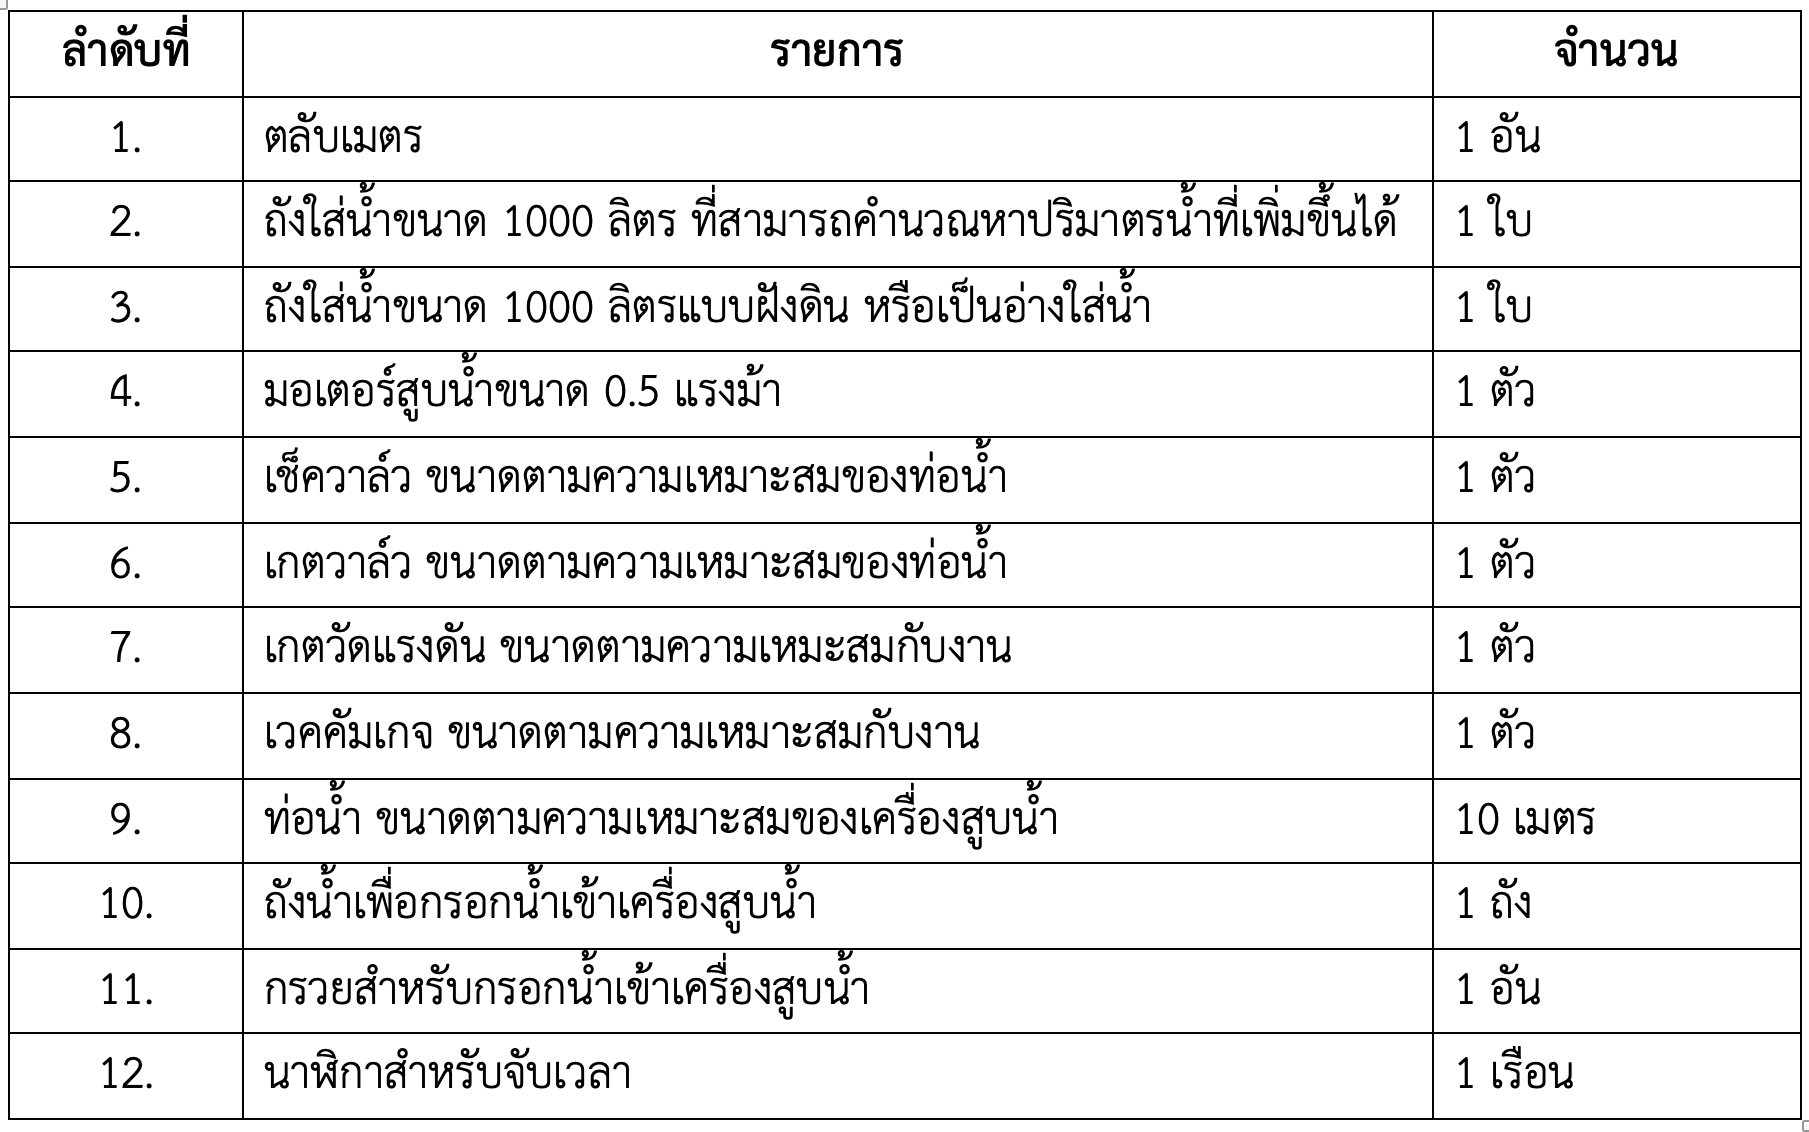 ลำดับที่ รายการ จำนวน
1. ตลับเมตร 1 อัน
2. ถังใส่น้ำขนาด 1000 ลิตร ที่สามารถคำนวณหาปริมาตรน้ำที่เพิ่มขึ้นได้ 1 ใบ
3. ถังใส่น้ำขนาด 1000 ลิตรแบบฝังดิน หรือเป็นอ่างใส่น้ำ 1 ใบ
4. มอเตอร์สูบน้ำขนาด 0.5 แรงม้า 1 ตัว
5. เช็ควาล์ว ขนาดตามความเหมาะสมของท่อน้ำ 1 ตัว
6. เกตวาล์ว ขนาดตามความเหมาะสมของท่อน้ำ 1 ตัว
7. เกตวัดแรงดัน ขนาดตามความเหมะสมกับงาน 1 ตัว
8. เวคคัมเกจ ขนาดตามความเหมาะสมกับงาน 1 ตัว
9. ท่อน้ำ ขนาดตามความเหมาะสมของเครื่องสูบน้ำ 10 เมตร
10. ถังน้ำเพื่อกรอกน้ำเข้าเครื่องสูบน้ำ 1 ถัง
11. กรวยสำหรับกรอกน้ำเข้าเครื่องสูบน้ำ 1 อัน
12. นาฬิกาสำหรับจับเวลา 1 เรือน